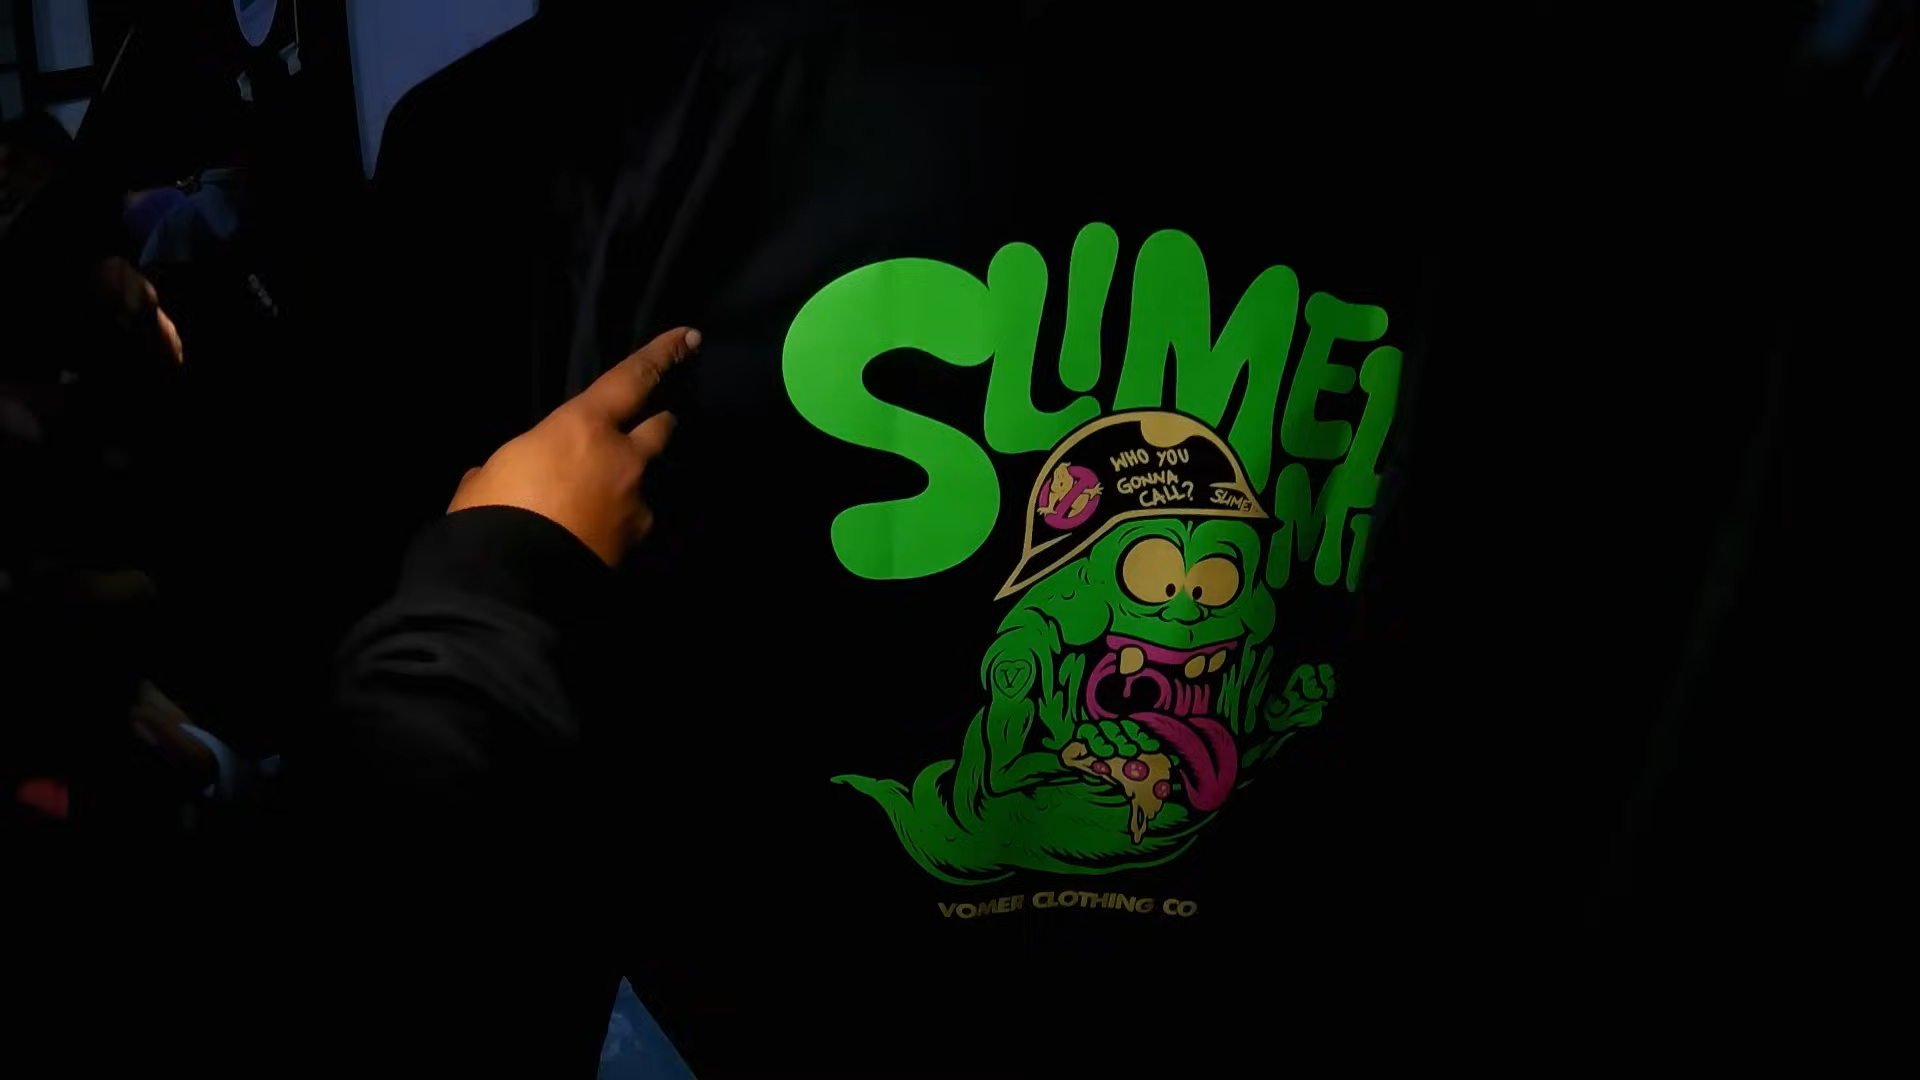 SLIME
WHO YOU
GONNA
CALL?
SLIME
V
VOMER CLOTHING CO